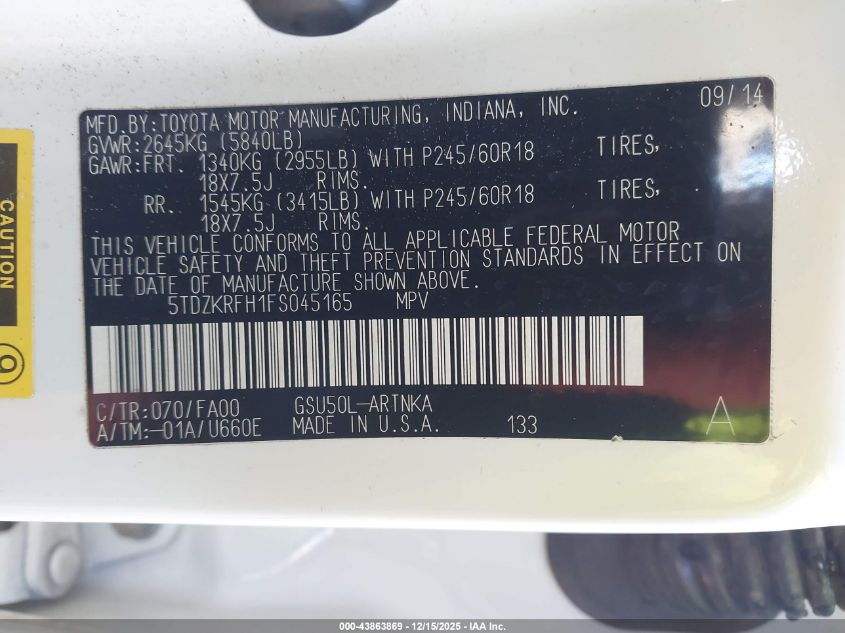 09/14
MFD.BY:TOYOTA MOTOR MANUFACTURING, INDIANA, INC.
GVWR:2645KG (5840LB)
GAWR:FRT. 1340KG (2955LB) WITH P245/60R18 TIRES,
18X7.5J RIMS.
RR. 1545KG (3415LB) WITH P245/60R18 TIRES,
18X7.5J RIMS.
THIS VEHICLE CONFORMS TO ALL APPLICABLE FEDERAL MOTOR
VEHICLE SAFETY AND THEFT PREVENTION STANDARDS IN EFFECT ON
THE DATE OF MANUFACTURE SHOWN ABOVE.
5TDZKRFH1FS045165 MPV
C/TR:070/FA00 GSU50L-ARTNKA
A/TM:-01A/U660E MADE IN U.S.A. 133 A
CAUTION
9
000-43863869 - 12/15/2025 - IAA Inc.